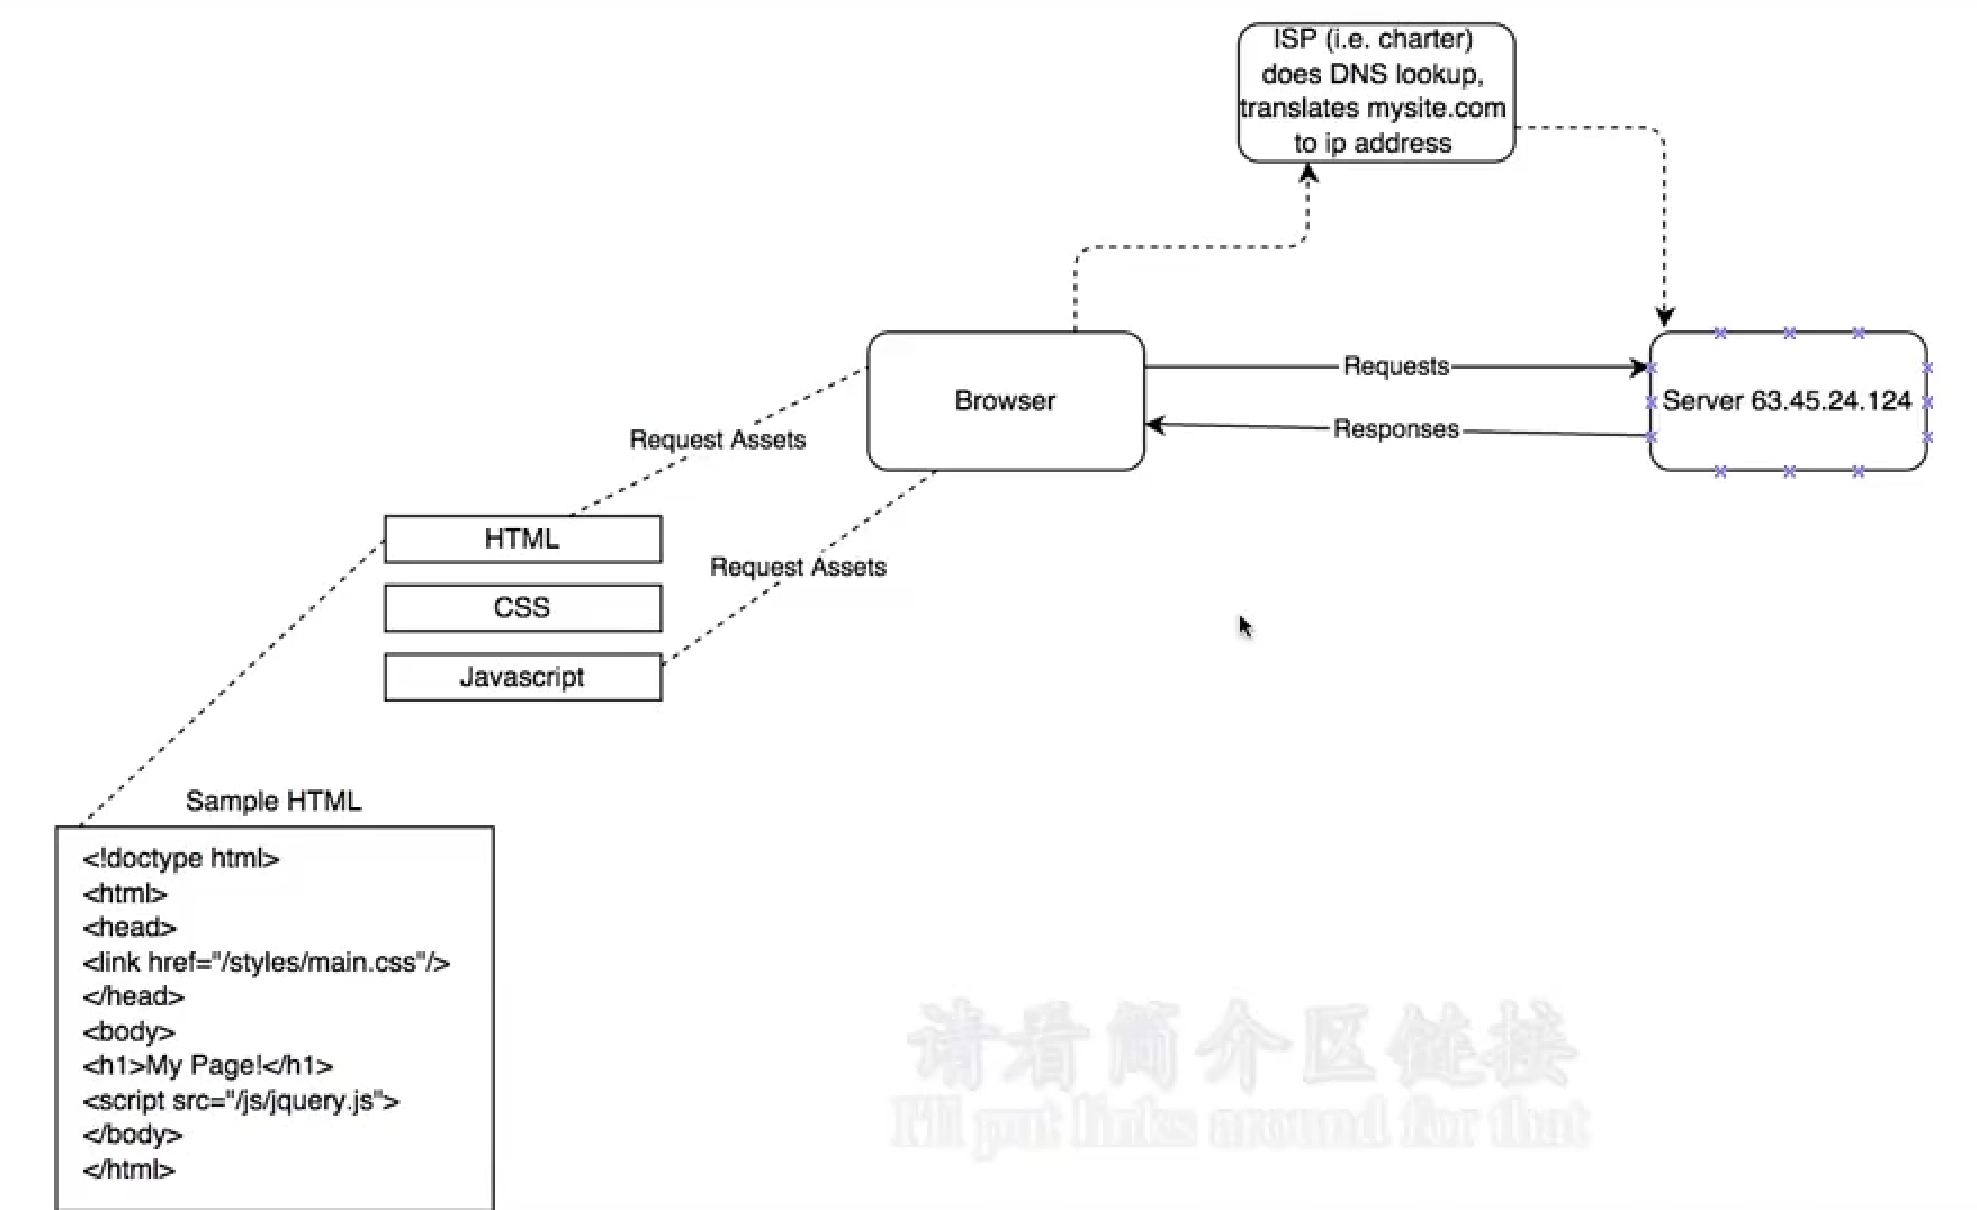 ISP (i.e. charter)
does DNS lookup,
translates mysite.com
to ip address
Browser
Requests
Responses
Server 63.45.24.124
Request Assets
HTML
Request Assets
CSS
Javascript
Sample HTML
<!doctype html>
<html>
<head>
<link href="/styles/main.css"/>
</head>
<body>
<h1>My Page!</h1>
<script src="/js/jquery.js">
</body>
</html>
请看简介区链接
I'll put links around for that